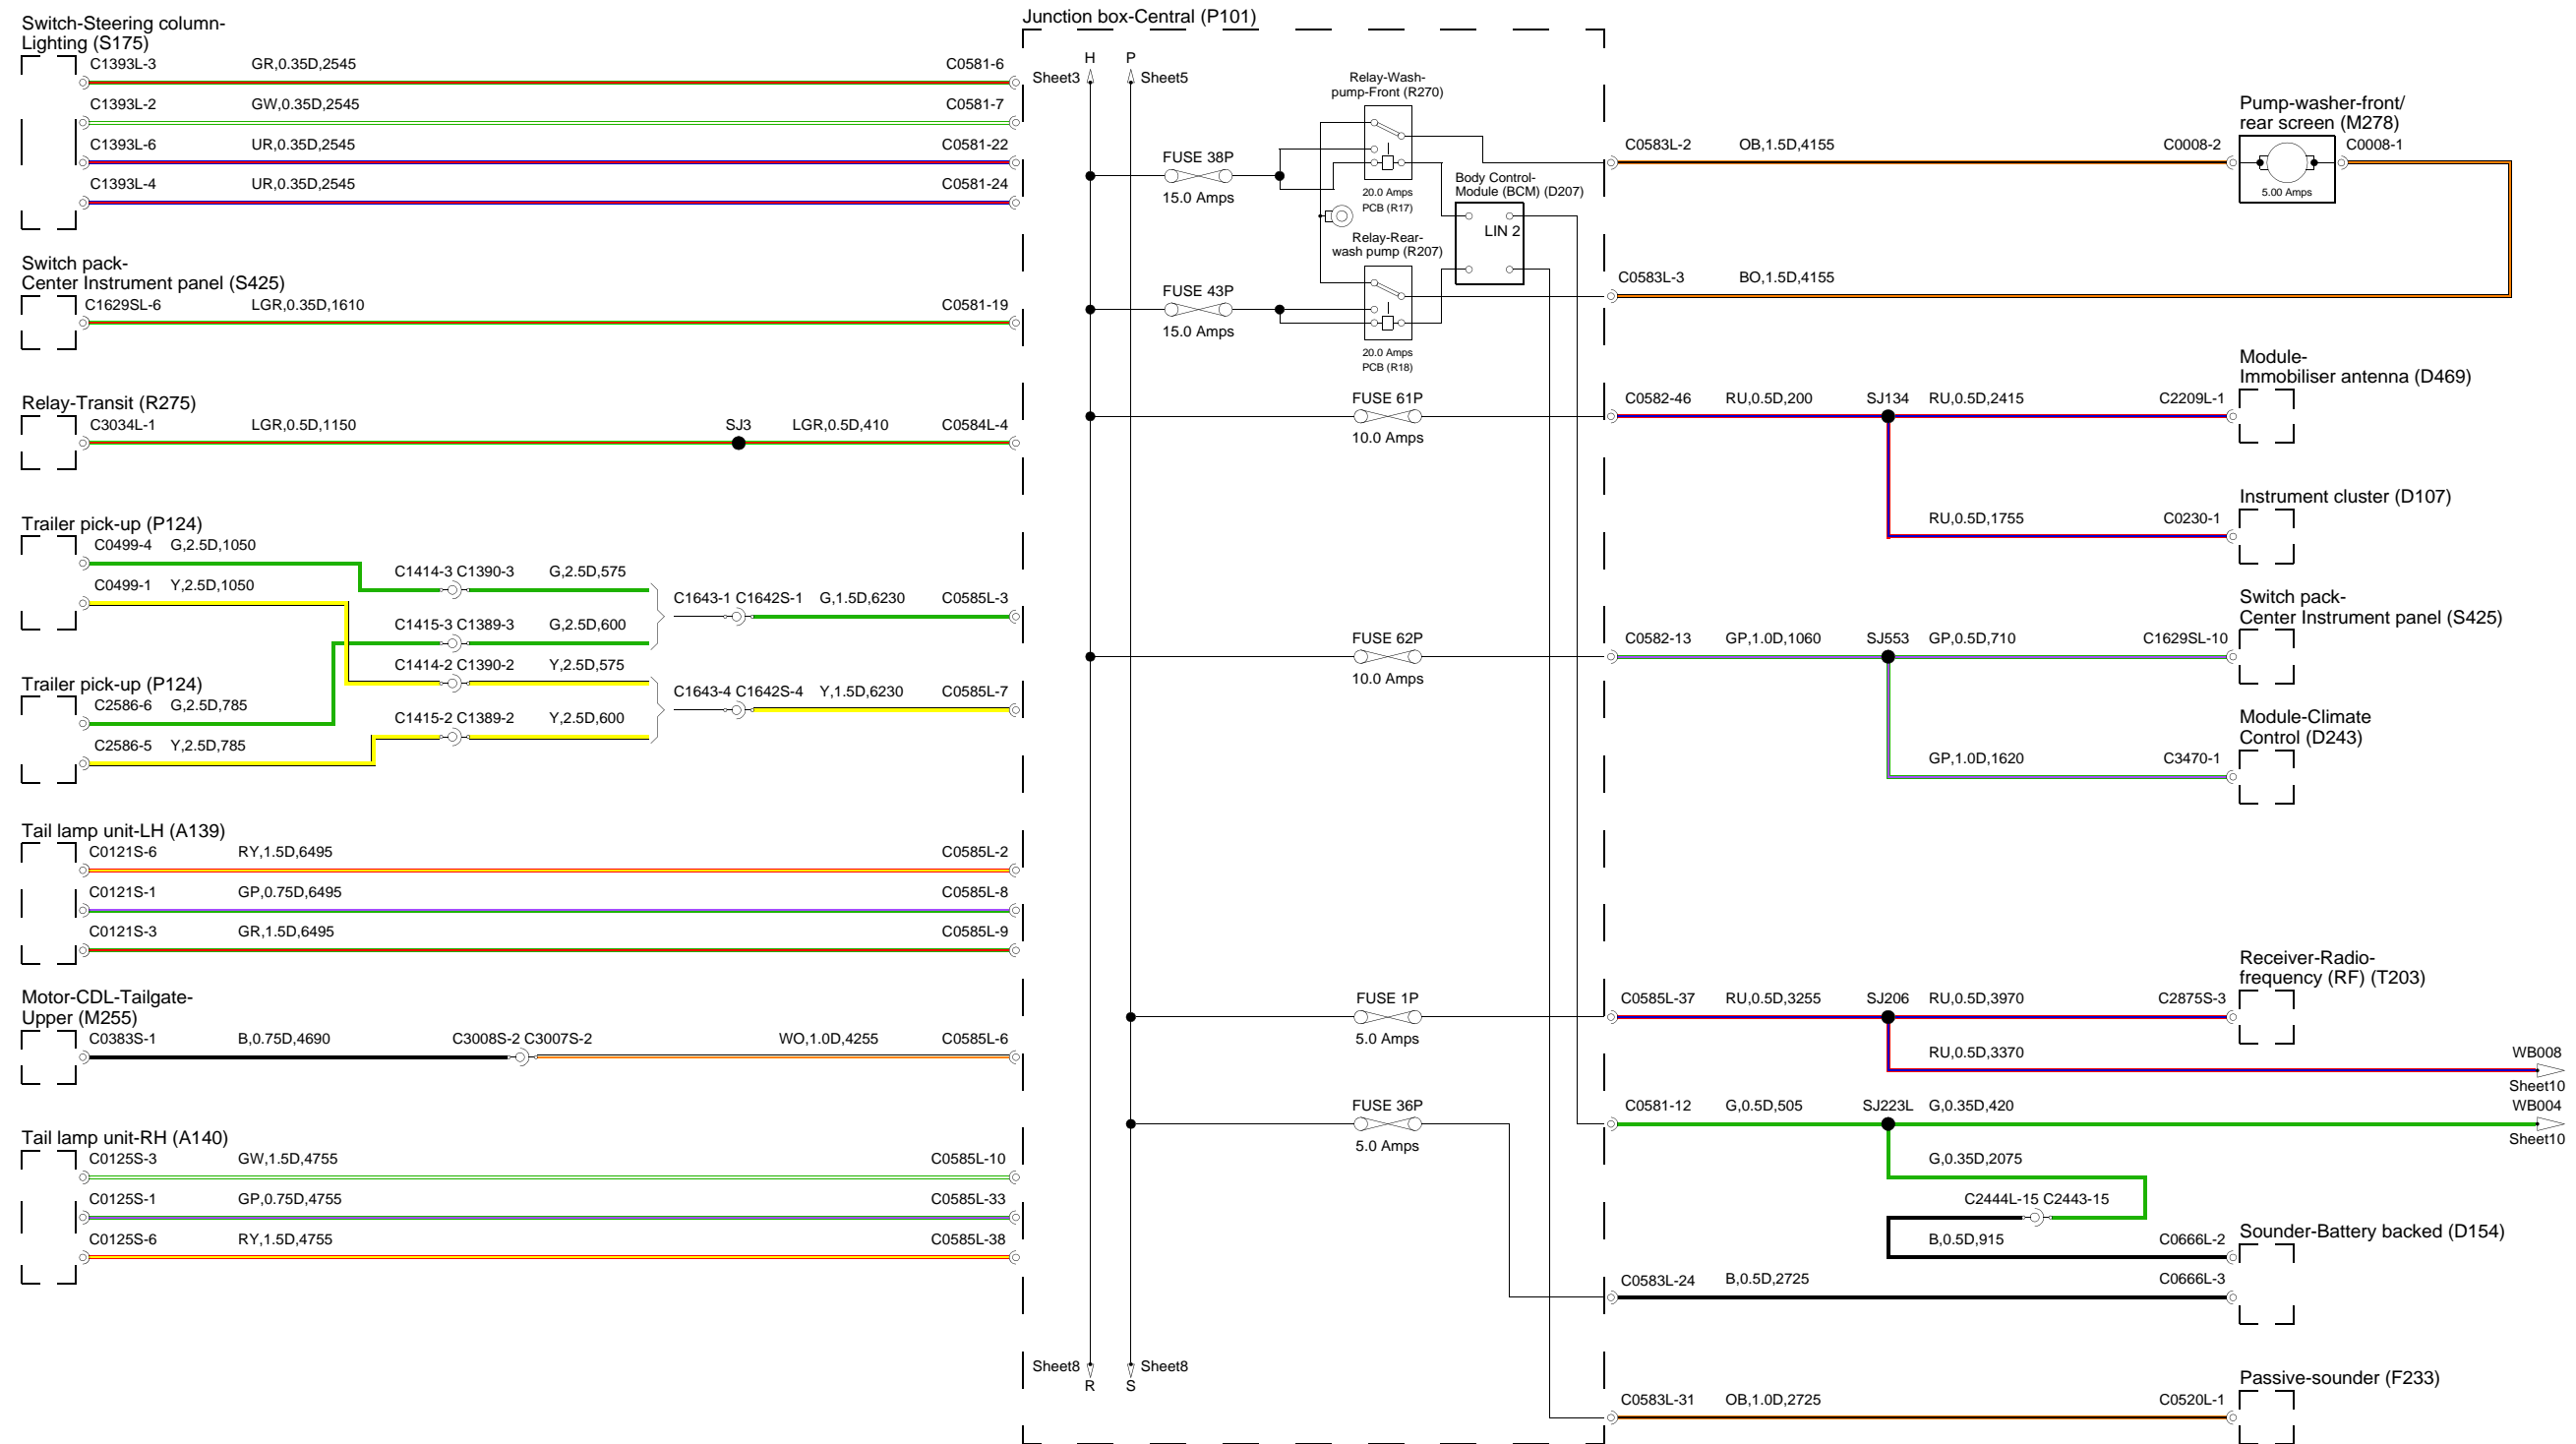 Switch-Steering column-
Lighting (S175)
C1393L-3 GR,0.35D,2545 C0581-6
C1393L-2 GW,0.35D,2545 C0581-7
C1393L-6 UR,0.35D,2545 C0581-22
C1393L-4 UR,0.35D,2545 C0581-24
Switch pack-
Center Instrument panel (S425)
C1629SL-6 LGR,0.35D,1610 C0581-19
Relay-Transit (R275)
C3034L-1 LGR,0.5D,1150 SJ3 LGR,0.5D,410 C0584L-4
Trailer pick-up (P124)
C0499-4 G,2.5D,1050
C0499-1 Y,2.5D,1050
C1414-3 C1390-3 G,2.5D,575
C1643-1 C1642S-1 G,1.5D,6230 C0585L-3
C1415-3 C1389-3 G,2.5D,600
C1414-2 C1390-2 Y,2.5D,575
Trailer pick-up (P124)
C2586-6 G,2.5D,785
C1643-4 C1642S-4 Y,1.5D,6230 C0585L-7
C1415-2 C1389-2 Y,2.5D,600
C2586-5 Y,2.5D,785
Tail lamp unit-LH (A139)
C0121S-6 RY,1.5D,6495 C0585L-2
C0121S-1 GP,0.75D,6495 C0585L-8
C0121S-3 GR,1.5D,6495 C0585L-9
Motor-CDL-Tailgate-
Upper (M255)
C0383S-1 B,0.75D,4690 C3008S-2 C3007S-2 WO,1.0D,4255 C0585L-6
Tail lamp unit-RH (A140)
C0125S-3 GW,1.5D,4755 C0585L-10
C0125S-1 GP,0.75D,4755 C0585L-33
C0125S-6 RY,1.5D,4755 C0585L-38
Junction box-Central (P101)
H P
Sheet3 Sheet5
Relay-Wash-
pump-Front (R270)
FUSE 38P
15.0 Amps
20.0 Amps
PCB (R17)
Body Control-
Module (BCM) (D207)
LIN 2
Relay-Rear-
wash pump (R207)
FUSE 43P
15.0 Amps
20.0 Amps
PCB (R18)
FUSE 61P
10.0 Amps
FUSE 62P
10.0 Amps
FUSE 1P
5.0 Amps
FUSE 36P
5.0 Amps
Sheet8 Sheet8
R S
Pump-washer-front/
rear screen (M278)
C0583L-2 OB,1.5D,4155 C0008-2 C0008-1
5.00 Amps
C0583L-3 BO,1.5D,4155
Module-
Immobiliser antenna (D469)
C0582-46 RU,0.5D,200 SJ134 RU,0.5D,2415 C2209L-1
Instrument cluster (D107)
RU,0.5D,1755 C0230-1
Switch pack-
Center Instrument panel (S425)
C0582-13 GP,1.0D,1060 SJ553 GP,0.5D,710 C1629SL-10
Module-Climate
Control (D243)
GP,1.0D,1620 C3470-1
Receiver-Radio-
frequency (RF) (T203)
C0585L-37 RU,0.5D,3255 SJ206 RU,0.5D,3970 C2875S-3
RU,0.5D,3370 WB008
Sheet10
C0581-12 G,0.5D,505 SJ223L G,0.35D,420 WB004
Sheet10
G,0.35D,2075
C2444L-15 C2443-15
Sounder-Battery backed (D154)
B,0.5D,915 C0666L-2
C0583L-24 B,0.5D,2725 C0666L-3
Passive-sounder (F233)
C0583L-31 OB,1.0D,2725 C0520L-1